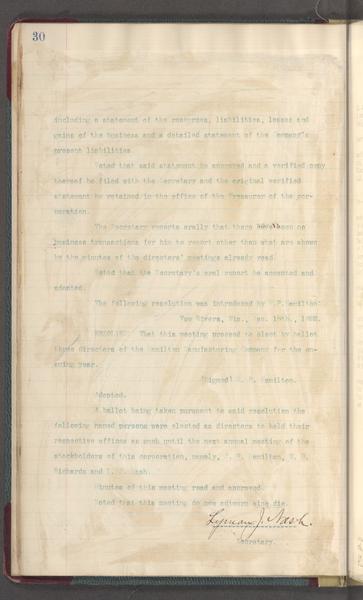 30
including a statement of the resources, liabilities, losses and
gains of the business and a detailed statement of the Company's
present liabilities.
Voted that said statement be approved and a verified copy
thereof be filed with the Secretary and the original verified
statement be retained in the office of the Treasurer of the cor-
poration.
The Secretary reports orally that there have been no
business transactions for him to report other than what are shown
by the minutes of the directors' meetings already read.
Voted that the Secretary's oral report be accepted and
adopted.
The following resolution was introduced by Hamilton:
Two Rivers, Wis.,
RESOLVED: That this meeting proceed to elect by ballot
three directors of the Hamilton Manufacturing Company for the en-
suing year.
(Signed) Hamilton.
Adopted.
A ballot being taken pursuant to said resolution the
following named persons were elected as directors to hold their
respective offices as such until the next annual meeting of the
stockholders of this corporation, namely, Hamilton,
Richards and Nash.
Minutes of this meeting read and approved.
Voted that this meeting do now adjourn sine die.
Lyman J. Nash.
Secretary.